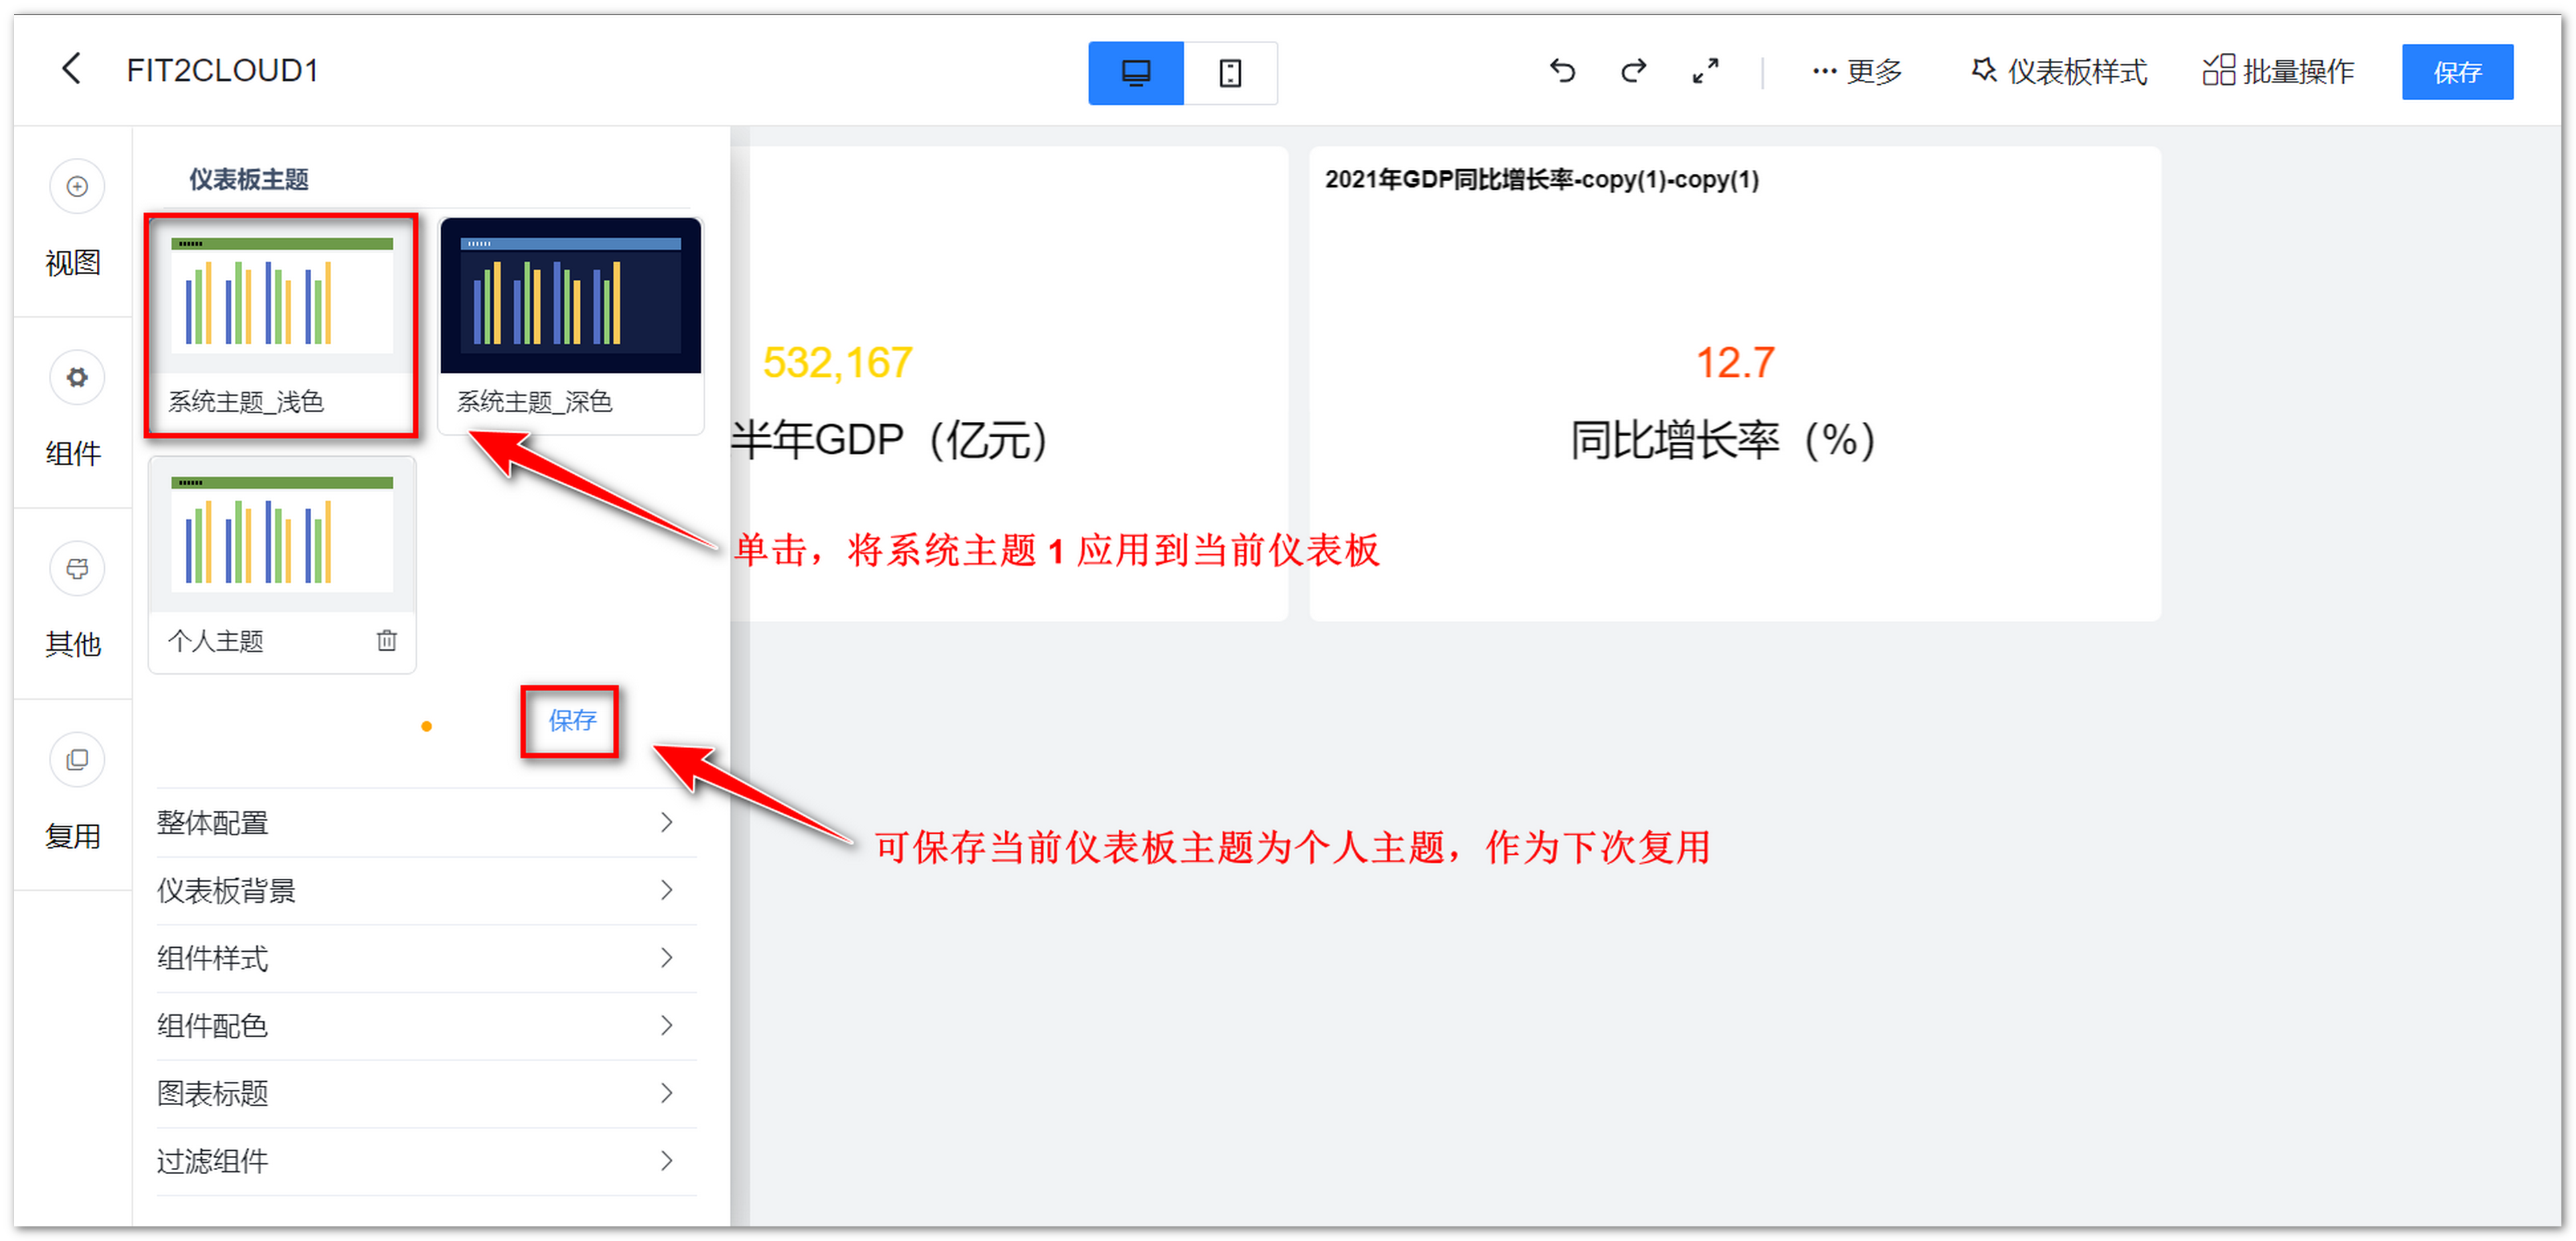 FIT2CLOUD1
更多
仪表板样式
批量操作
保存
视图
组件
其他
复用
仪表板主题
系统主题_浅色
系统主题_深色
个人主题
保存
整体配置
仪表板背景
组件样式
组件配色
图表标题
过滤组件
532,167
半年GDP（亿元）
2021年GDP同比增长率-copy(1)-copy(1)
12.7
同比增长率（%）
单击，将系统主题 1 应用到当前仪表板
可保存当前仪表板主题为个人主题，作为下次复用